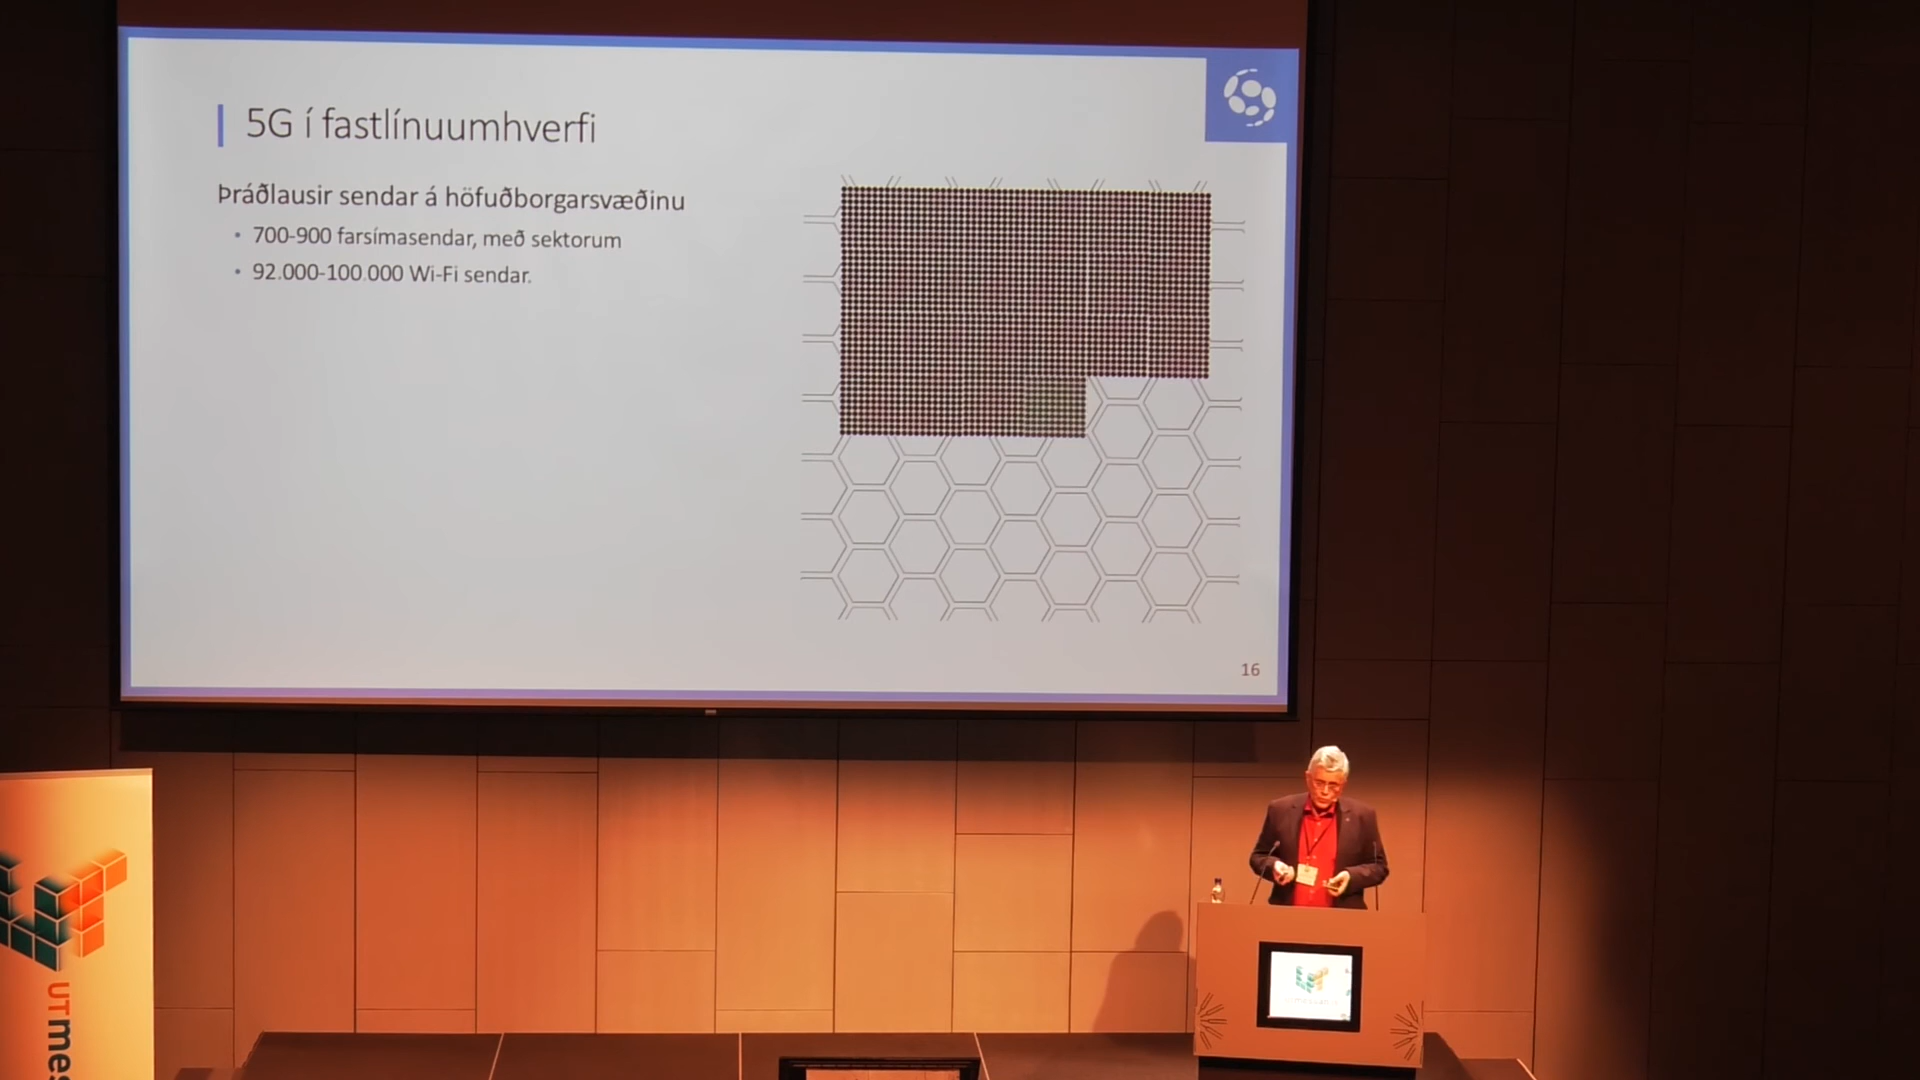 5G í fastlínuumhverfi
Þráðlausir sendar á höfuðborgarsvæðinu
• 700-900 farsímasendar, með sektorum
• 92.000-100.000 Wi-Fi sendar.
16
UTmes